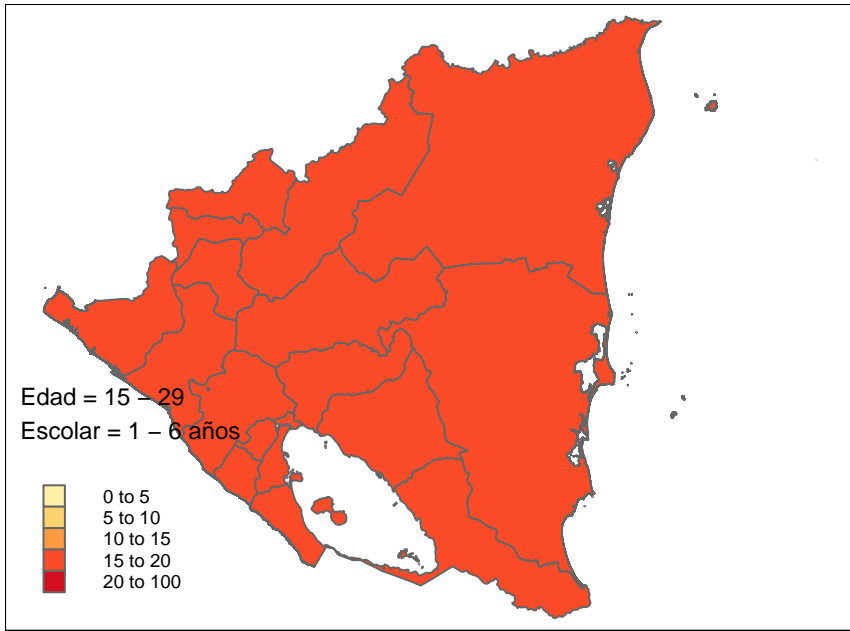 Edad = 15 – 29
Escolar = 1 – 6 años
0 to 5
5 to 10
10 to 15
15 to 20
20 to 100